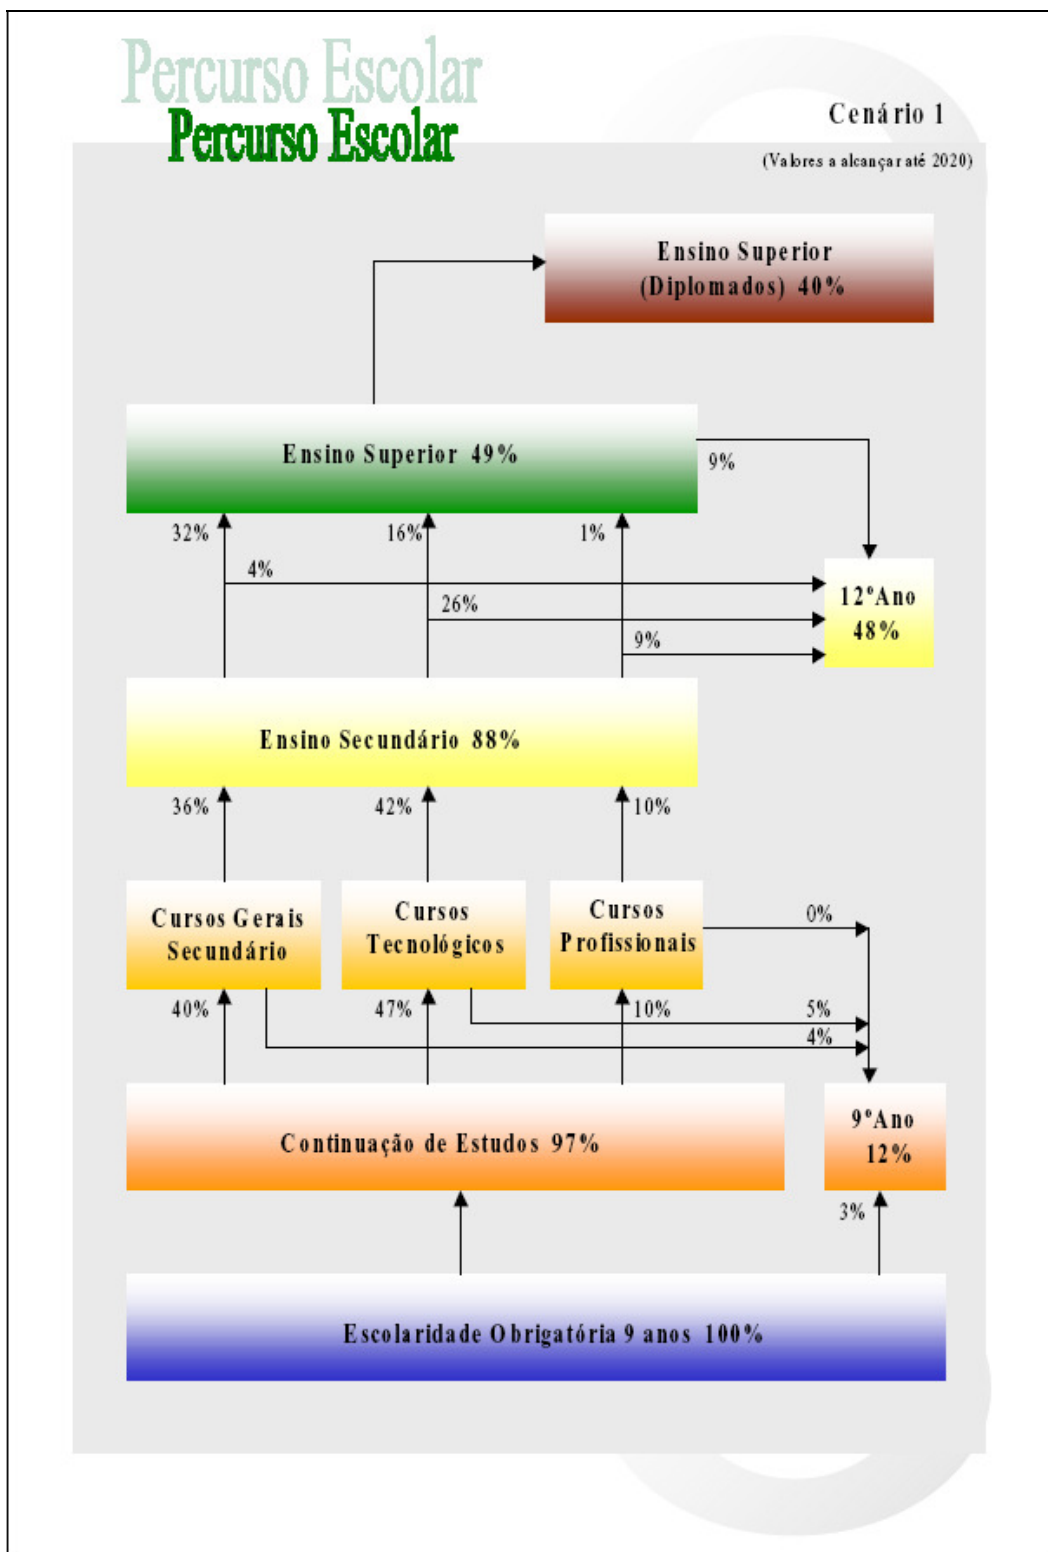 Percurso Escolar
Percurso Escolar
Cenário 1
(Valores a alcançar até 2020)
Ensino Superior
(Diplomados) 40%
Ensino Superior 49%
9%
32%
16%
1%
4%
26%
9%
12ºAno
48%
Ensino Secundário 88%
36%
42%
10%
Cursos Gerais
Secundário
Cursos
Tecnológicos
Cursos
Profissionais
0%
40%
47%
10%
5%
4%
Continuação de Estudos 97%
9ºAno
12%
3%
Escolaridade Obrigatória 9 anos 100%